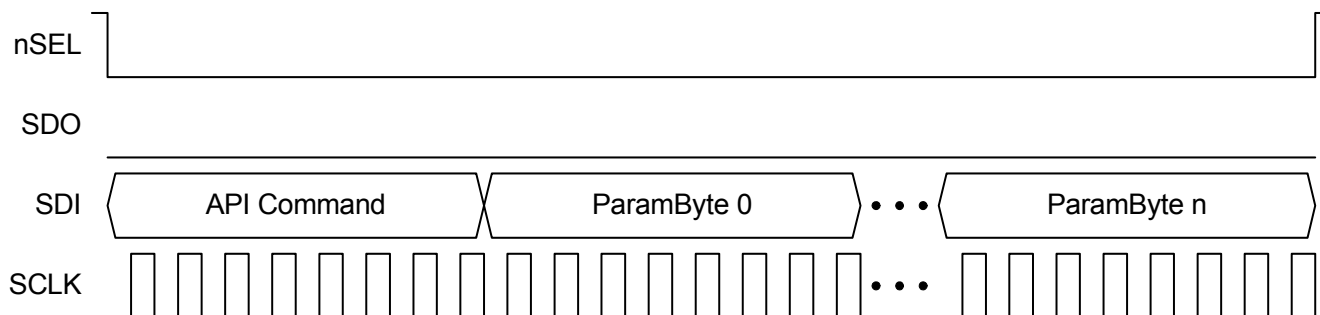 nSEL
SDO
SDI API Command ParamByte 0 ParamByte n
SCLK